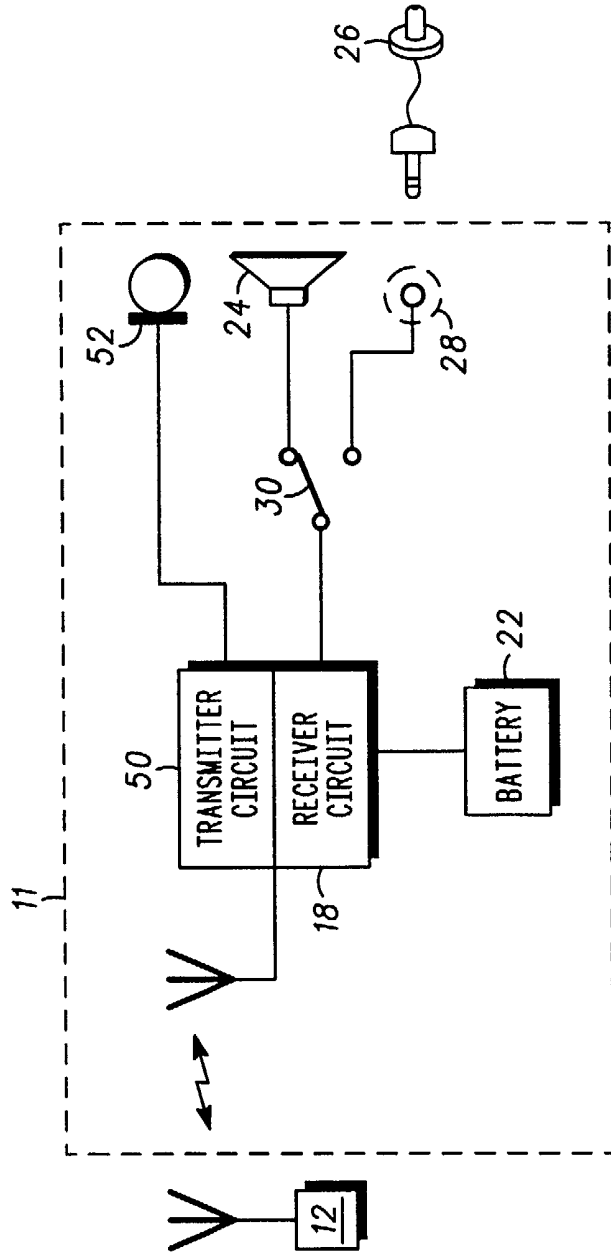 11
12
50
TRANSMITTER
CIRCUIT
RECEIVER
CIRCUIT
18
BATTERY
22
30
52
24
28
26